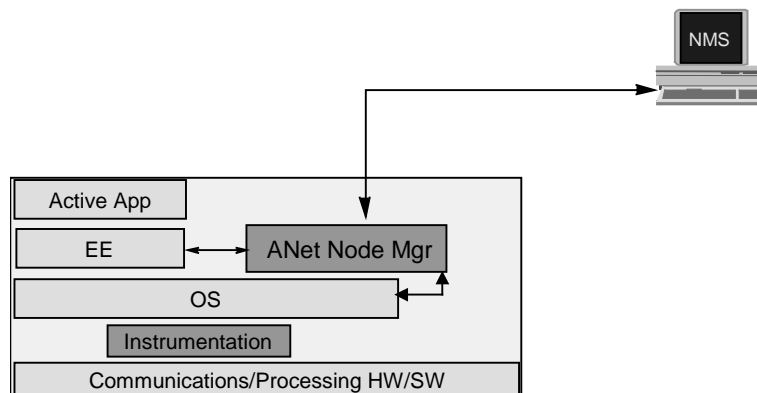 NMS
Active App
EE
ANet Node Mgr
OS
Instrumentation
Communications/Processing HW/SW